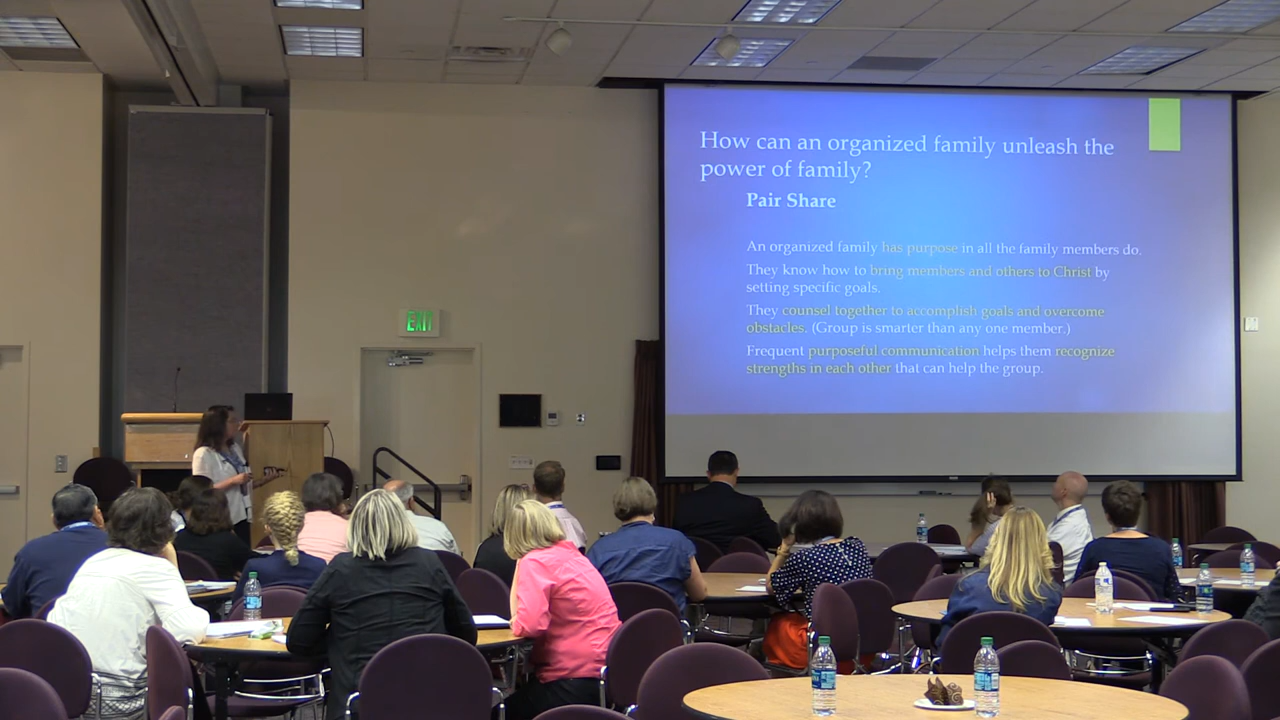 How can an organized family unleash the
power of family?
Pair Share
An organized family has purpose in all the family members do.
They know how to bring members and others to Christ by
setting specific goals.
They counsel together to accomplish goals and overcome
obstacles. (Group is smarter than any one member.)
Frequent purposeful communication helps them recognize
strengths in each other that can help the group.
EXIT